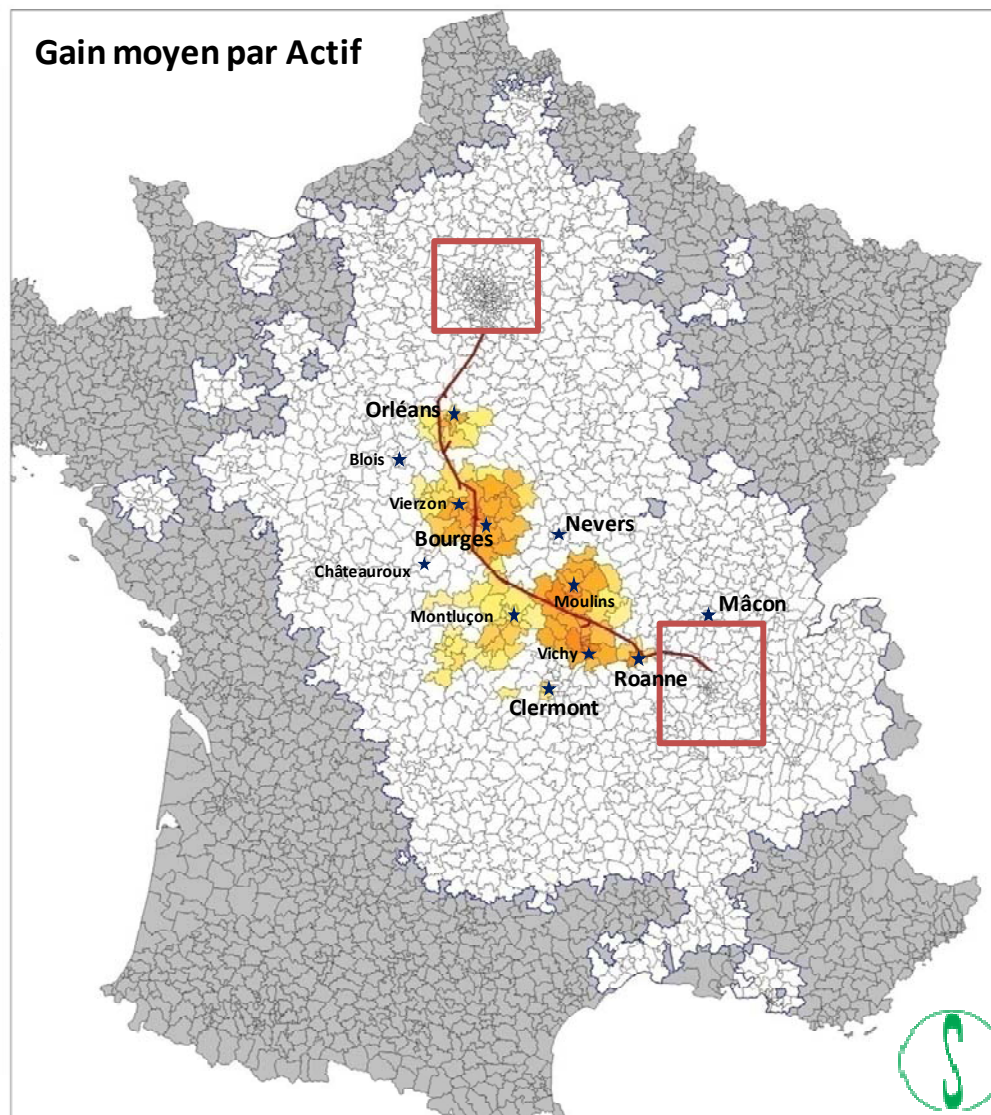 Gain moyen par Actif
Orléans
Blois
Vierzon
Bourges
Nevers
Châteauroux
Moulins
Montluçon
Mâcon
Vichy
Roanne
Clermont
S